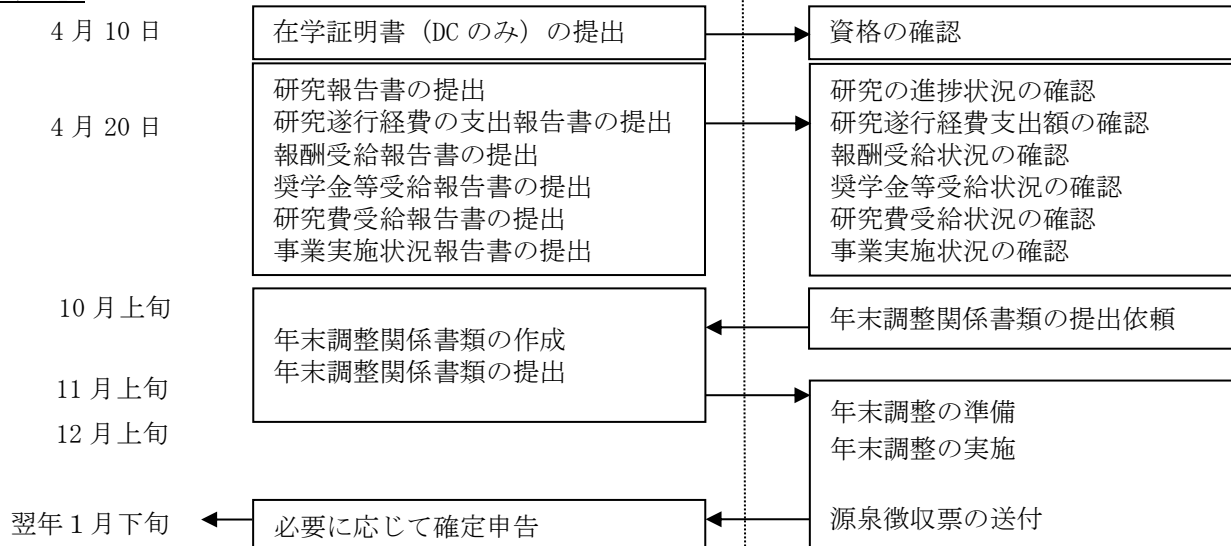 4月10日
在学証明書（DCのみ）の提出
資格の確認
4月20日
研究報告書の提出
研究遂行経費の支出報告書の提出
報酬受給報告書の提出
奨学金等受給報告書の提出
研究費受給報告書の提出
事業実施状況報告書の提出
研究の進捗状況の確認
研究遂行経費支出額の確認
報酬受給状況の確認
奨学金等受給状況の確認
研究費受給状況の確認
事業実施状況の確認
10月上旬
年末調整関係書類の提出依頼
年末調整関係書類の作成
年末調整関係書類の提出
11月上旬
年末調整の準備
12月上旬
年末調整の実施
翌年１月下旬
必要に応じて確定申告
源泉徴収票の送付